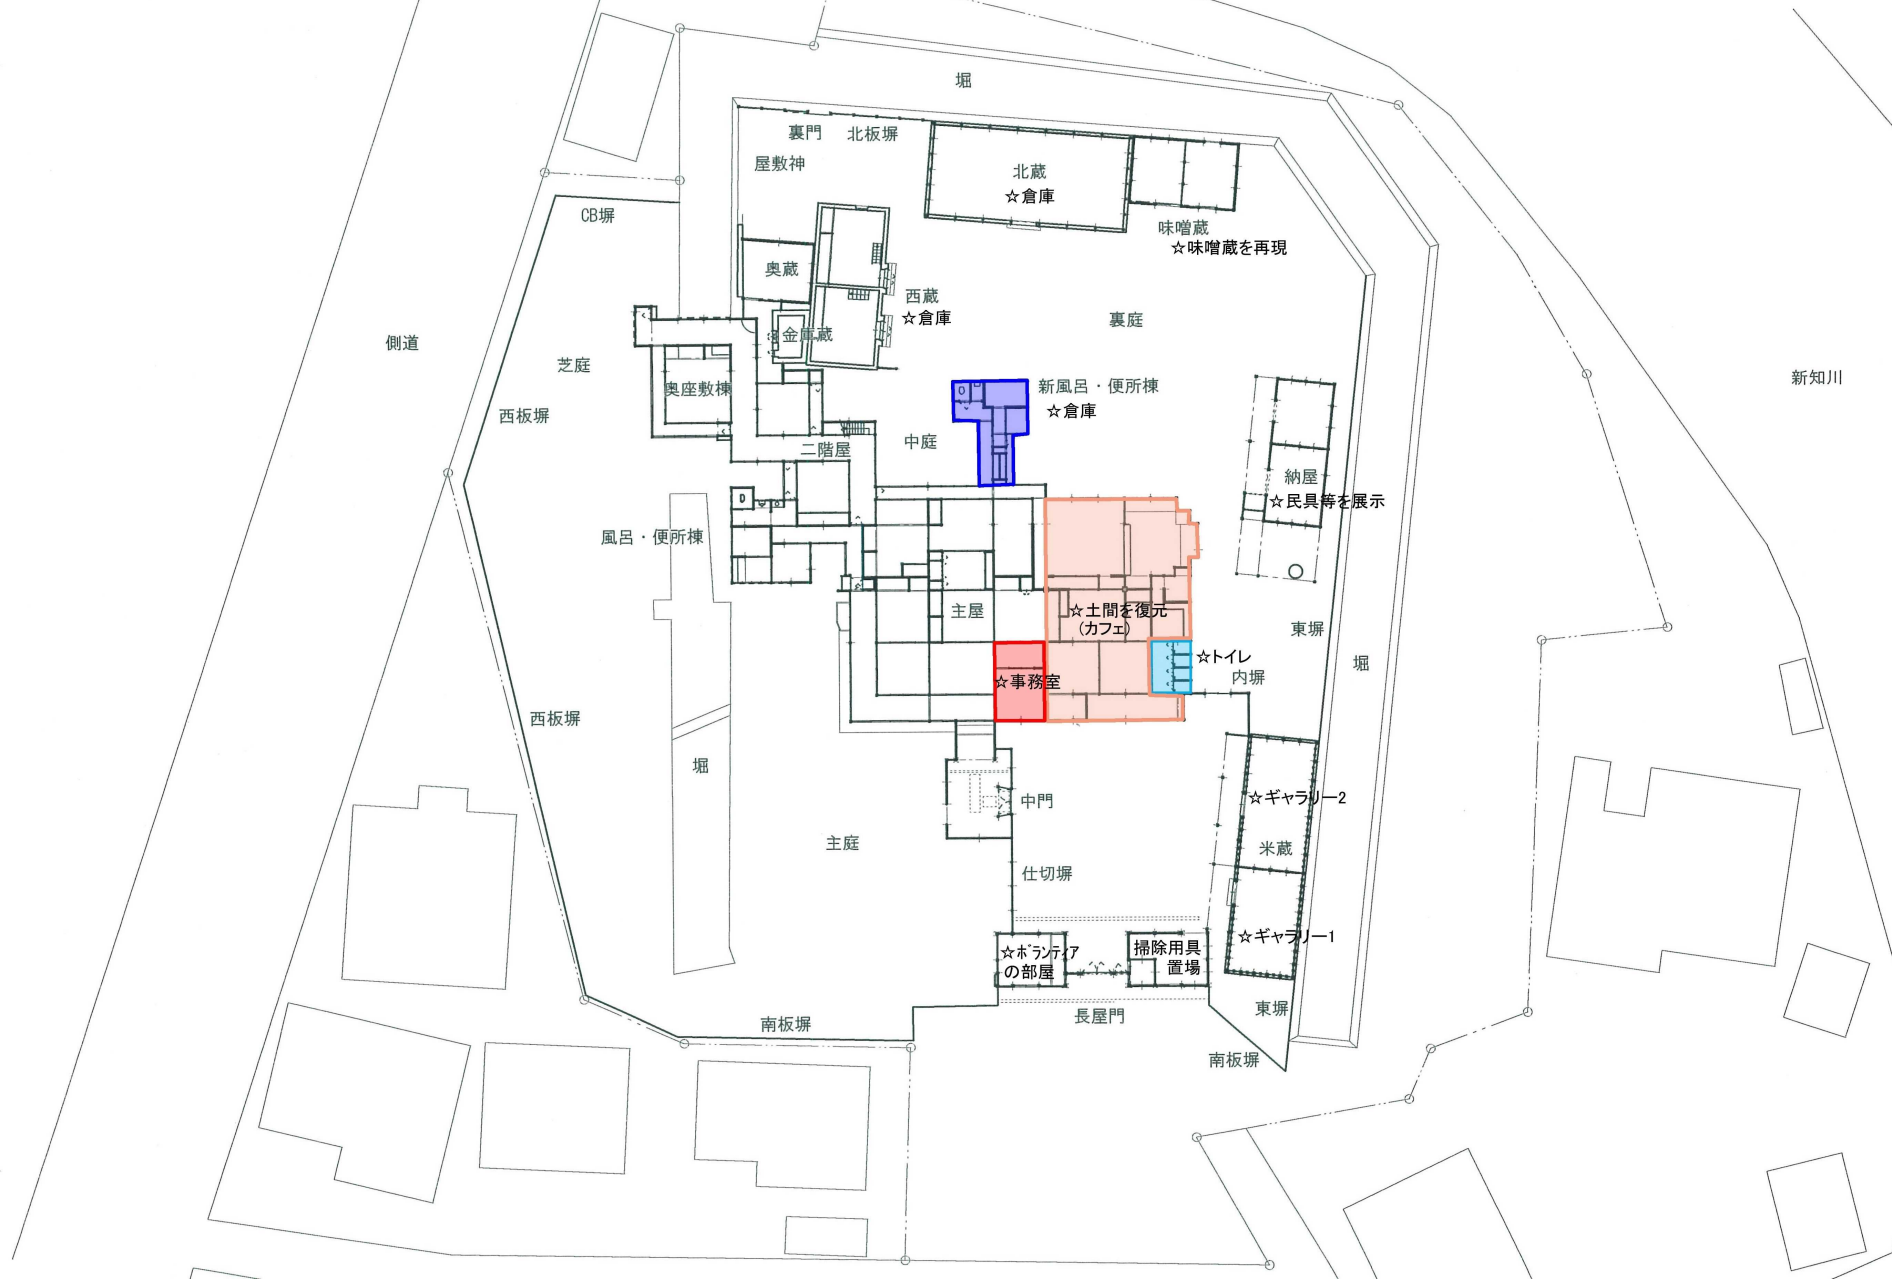 堀
裏門
北板塀
屋敷神
北蔵
☆倉庫
CB塀
味噌蔵
☆味噌蔵を再現
奥蔵
西蔵
☆倉庫
裏庭
金庫蔵
側道
芝庭
奥座敷棟
新風呂・便所棟
☆倉庫
新知川
西板塀
中庭
二階屋
納屋
☆民具等を展示
風呂・便所棟
主屋
☆土間を復元
(カフェ)
東塀
☆トイレ
堀
内塀
☆事務室
西板塀
堀
☆ギャラリー2
中門
主庭
米蔵
仕切塀
☆ギャラリー1
☆ボランティア
の部屋
掃除用具
置場
東塀
長屋門
南板塀
南板塀